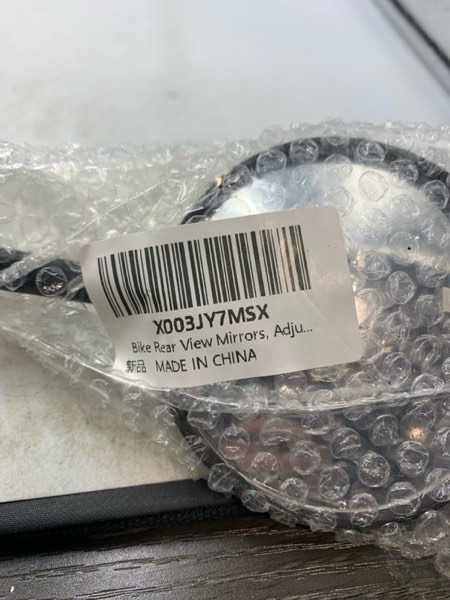 X003JY7MSX
Bike Rear View Mirrors, Adju...
新品 MADE IN CHINA